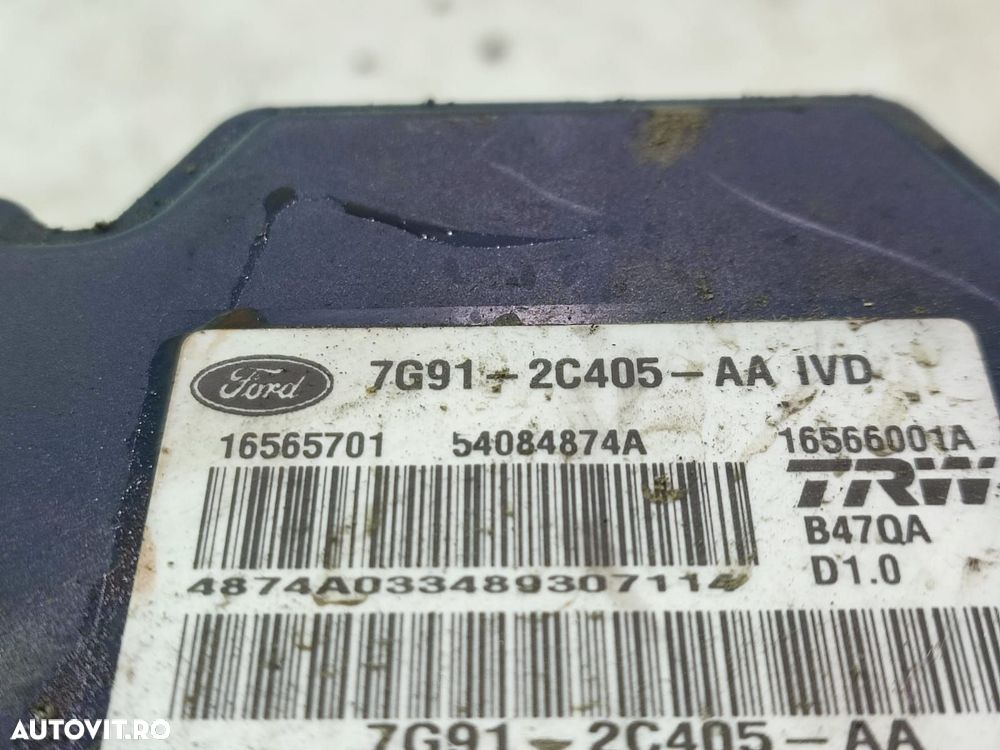 Ford 7G91-2C405-AA IVD
16565701 54084874A 16566001A
TRW
B47QA
4874A033489307114
D1.0
7G91-2C405-AA
AUTOVIT.RO